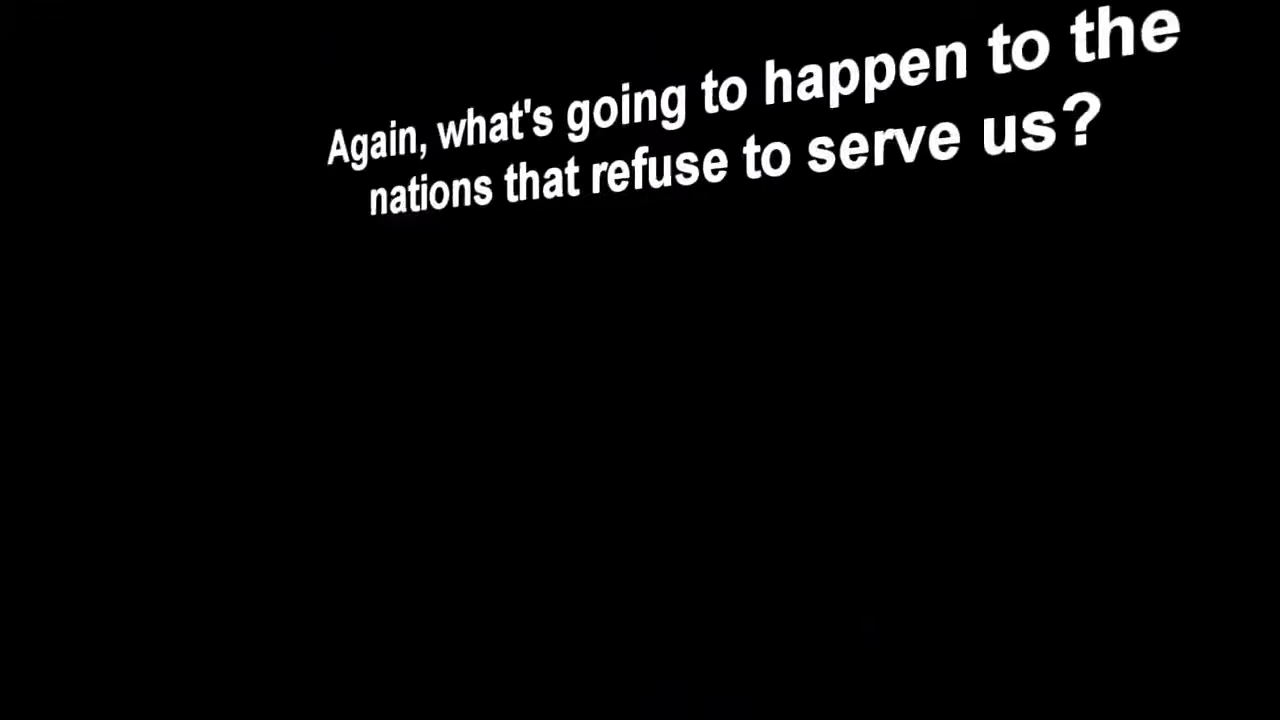 Again, what's going to happen to the
nations that refuse to serve us?